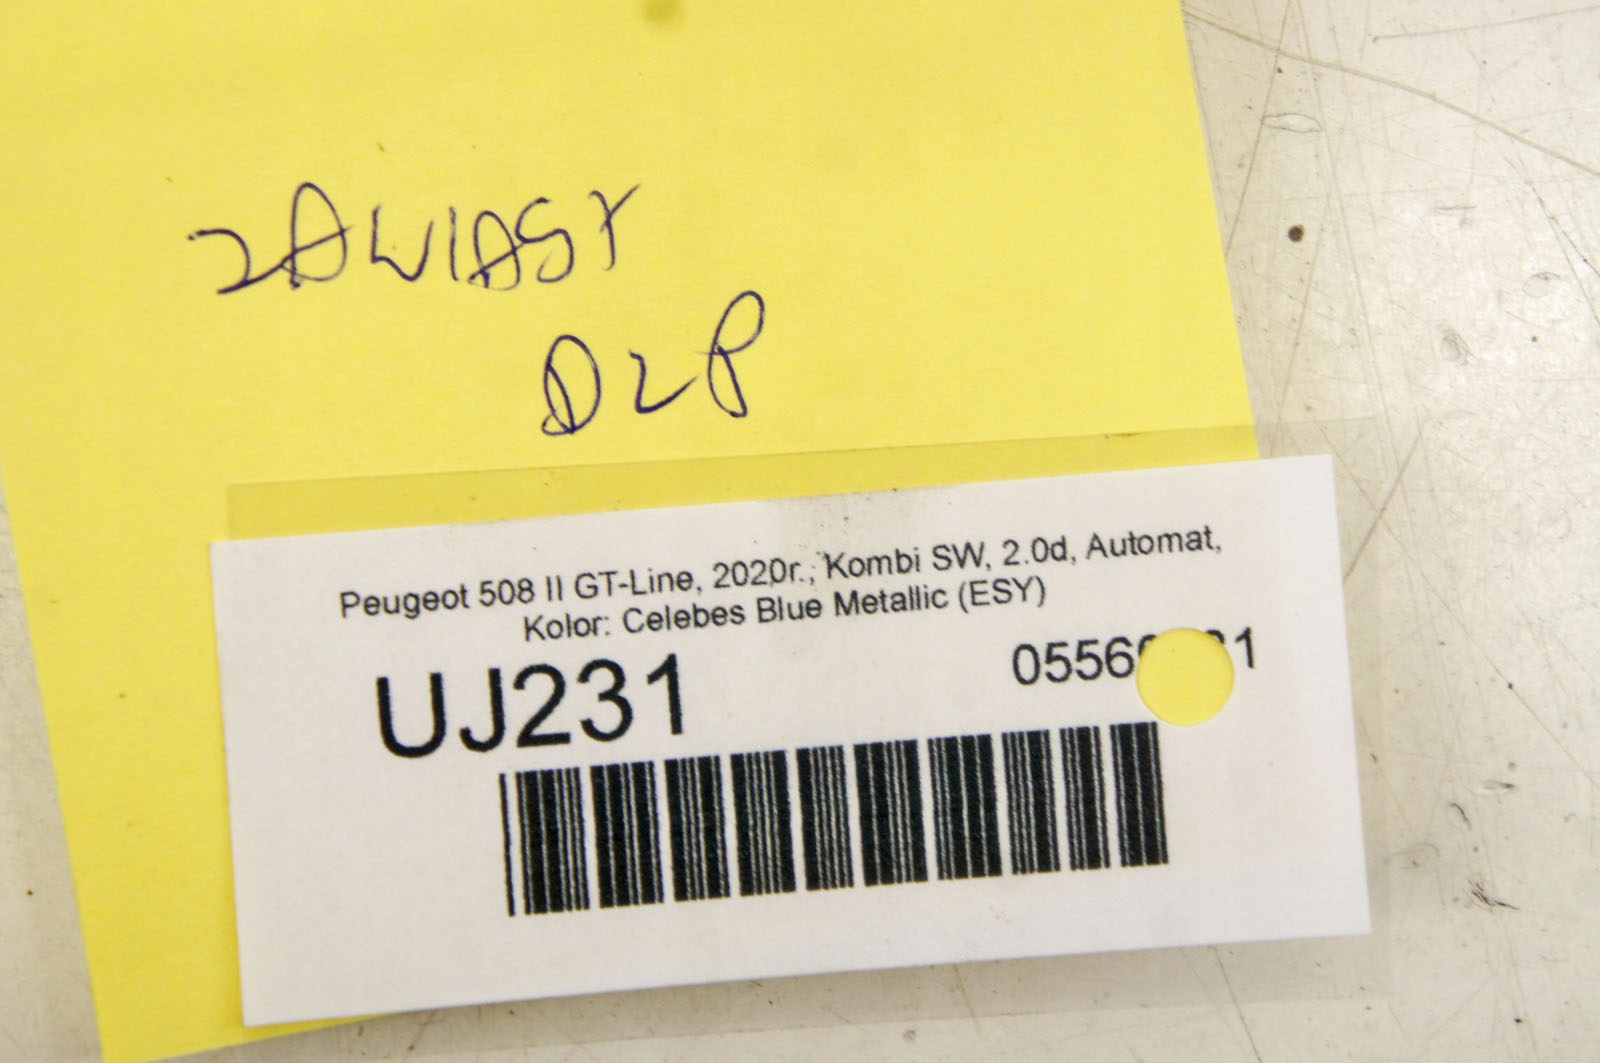 ZAWIASY
DLP
Peugeot 508 II GT-Line, 2020r., Kombi SW, 2.0d, Automat,
Kolor: Celebes Blue Metallic (ESY)
UJ231